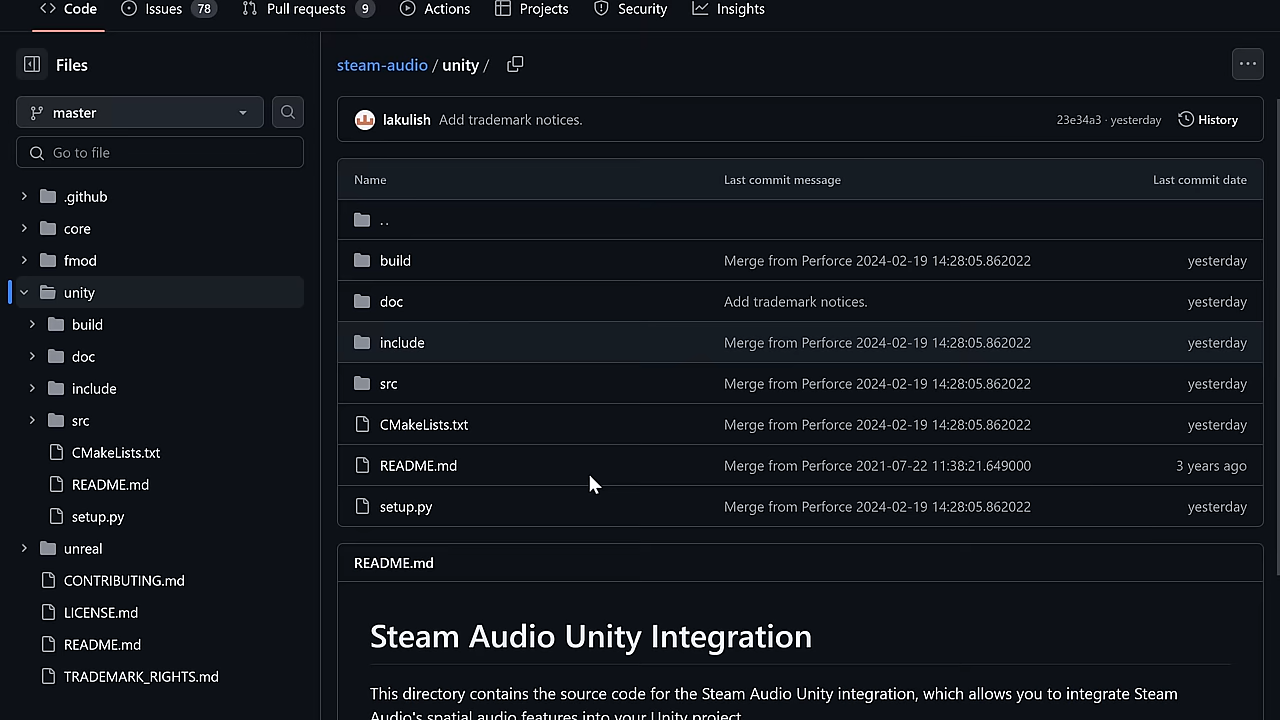 Code Issues 78 Pull requests 9 Actions Projects Security Insights
Files
master
Go to file
.github
core
fmod
unity
build
doc
include
src
CMakeLists.txt
README.md
setup.py
unreal
CONTRIBUTING.md
LICENSE.md
README.md
TRADEMARK_RIGHTS.md
steam-audio / unity /
lakulish Add trademark notices. 23e34a3 · yesterday History
Name Last commit message Last commit date
..
build Merge from Perforce 2024-02-19 14:28:05.862022 yesterday
doc Add trademark notices. yesterday
include Merge from Perforce 2024-02-19 14:28:05.862022 yesterday
src Merge from Perforce 2024-02-19 14:28:05.862022 yesterday
CMakeLists.txt Merge from Perforce 2024-02-19 14:28:05.862022 yesterday
README.md Merge from Perforce 2021-07-22 11:38:21.649000 3 years ago
setup.py Merge from Perforce 2024-02-19 14:28:05.862022 yesterday
README.md
Steam Audio Unity Integration
This directory contains the source code for the Steam Audio Unity integration, which allows you to integrate Steam
Audio's spatial audio features into your Unity project.